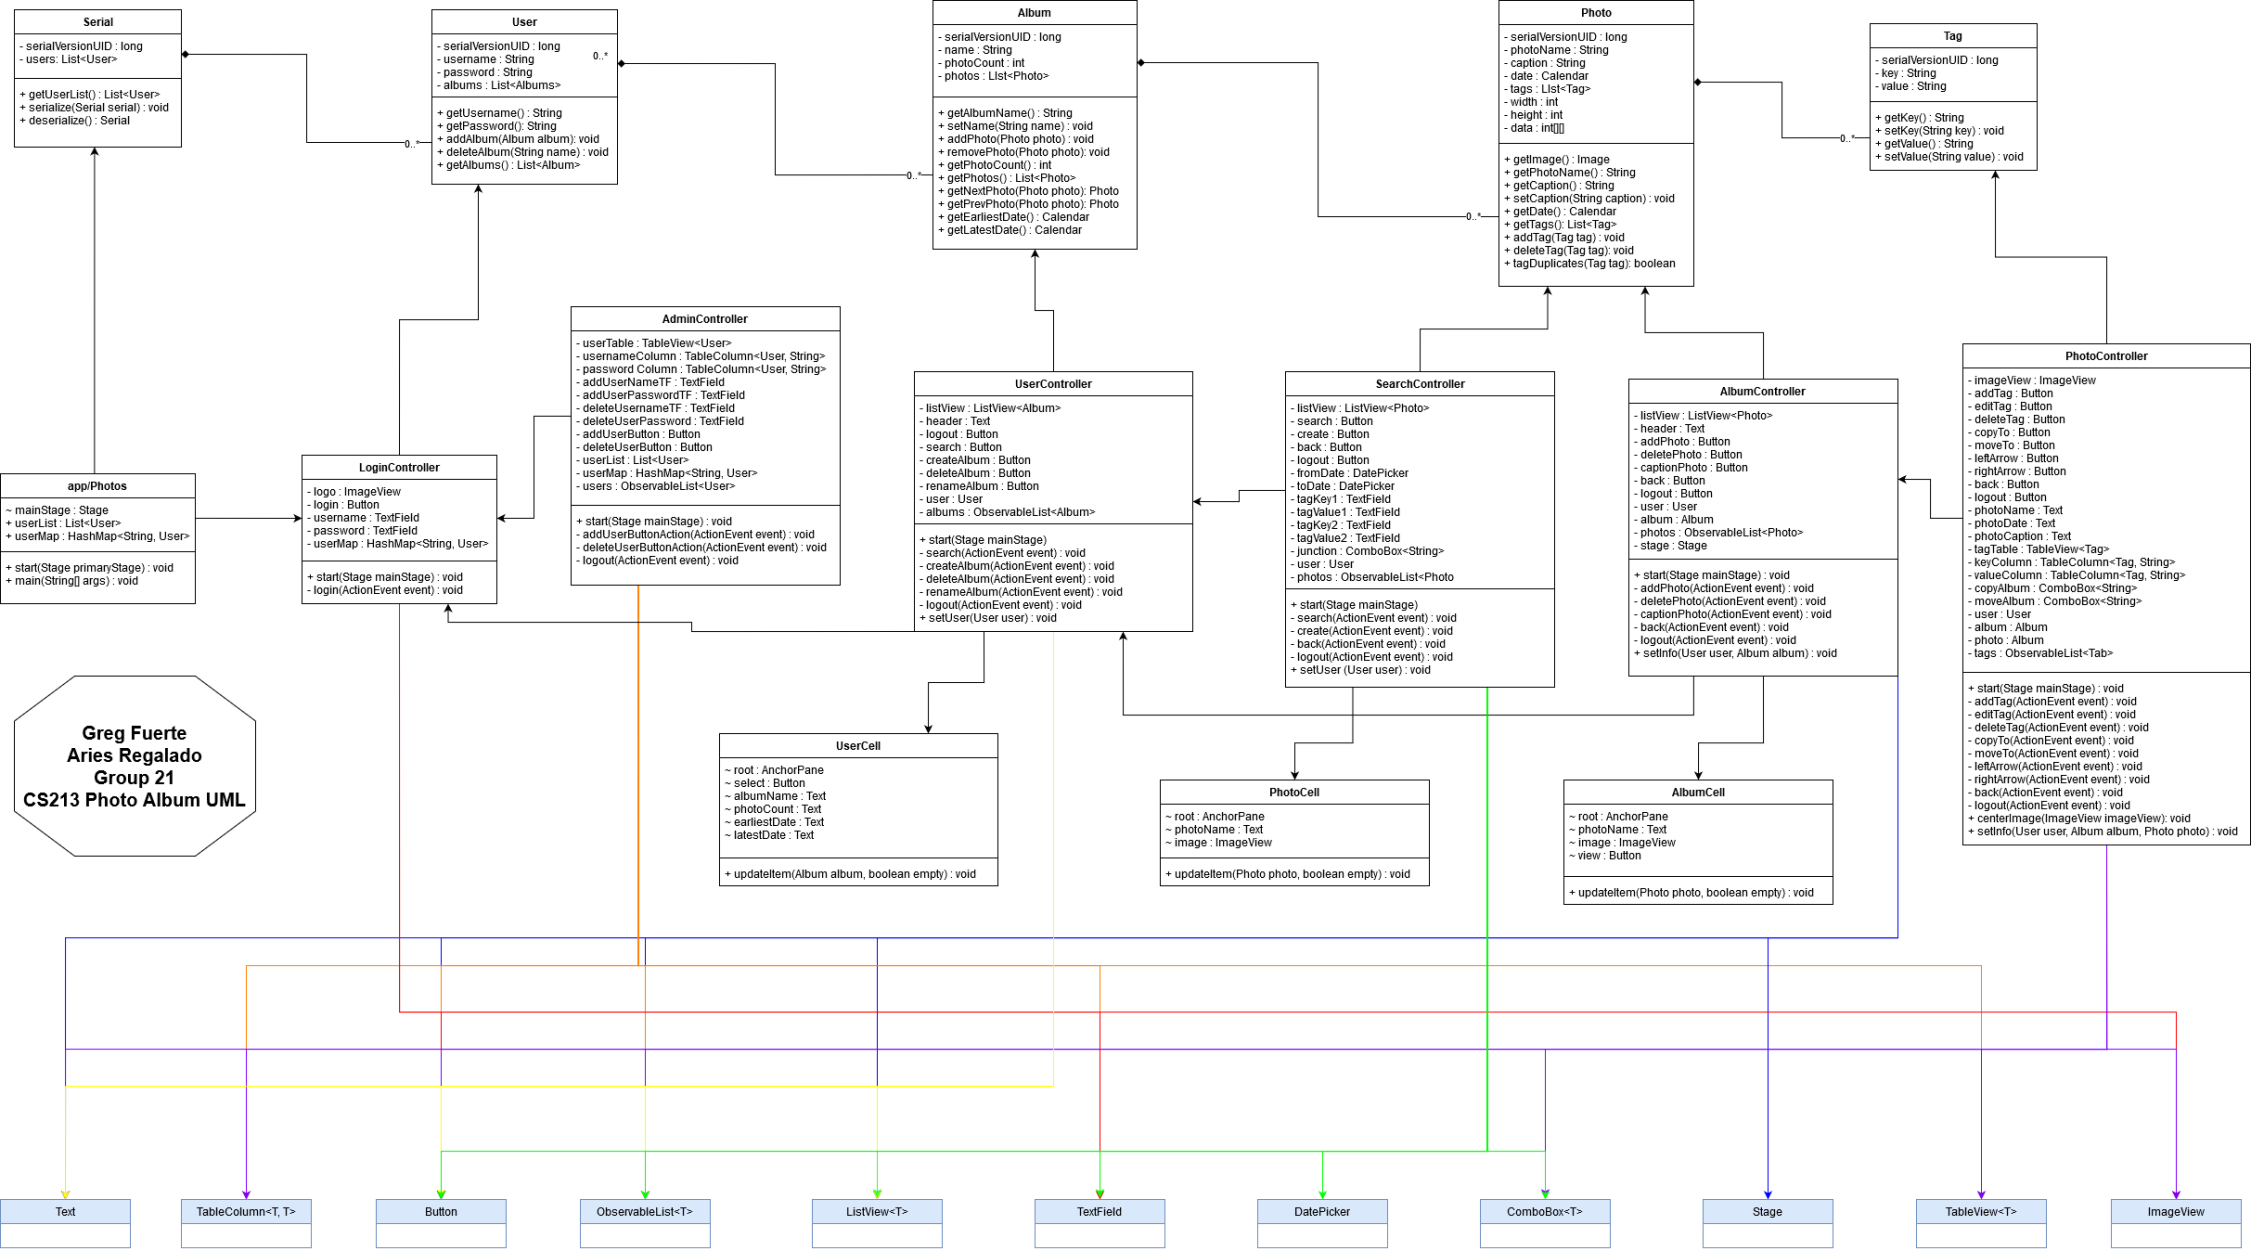 Serial
- serialVersionUID : long
- users: List<User>
+ getUserList() : List<User>
+ serialize(Serial serial) : void
+ deserialize() : Serial
0..*
User
- serialVersionUID : long
- username : String
- password : String
- albums : List<Albums>
0..*
+ getUsername() : String
+ getPassword(): String
+ addAlbum(Album album): void
+ deleteAlbum(String name) : void
+ getAlbums() : List<Album>
0..*
Album
- serialVersionUID : long
- name : String
- photoCount : int
- photos : LIst<Photo>
+ getAlbumName() : String
+ setName(String name) : void
+ addPhoto(Photo photo) : void
+ removePhoto(Photo photo): void
+ getPhotoCount() : int
+ getPhotos() : List<Photo>
+ getNextPhoto(Photo photo): Photo
+ getPrevPhoto(Photo photo): Photo
+ getEarliestDate() : Calendar
+ getLatestDate() : Calendar
0..*
Photo
- serialVersionUID : long
- photoName : String
- caption : String
- date : Calendar
- tags : LIst<Tag>
- width : int
- height : int
- data : int[][]
+ getImage() : Image
+ getPhotoName() : String
+ getCaption() : String
+ setCaption(String caption) : void
+ getDate() : Calendar
+ getTags(): List<Tag>
+ addTag(Tag tag) : void
+ deleteTag(Tag tag): void
+ tagDuplicates(Tag tag): boolean
0..*
Tag
- serialVersionUID : long
- key : String
- value : String
+ getKey() : String
+ setKey(String key) : void
+ getValue() : String
+ setValue(String value) : void
app/Photos
~ mainStage : Stage
+ userList : List<User>
+ userMap : HashMap<String, User>
+ start(Stage primaryStage) : void
+ main(String[] args) : void
LoginController
- logo : ImageView
- login : Button
- username : TextField
- password : TextField
- userMap : HashMap<String, User>
+ start(Stage mainStage) : void
- login(ActionEvent event) : void
AdminController
- userTable : TableView<User>
- usernameColumn : TableColumn<User, String>
- password Column : TableColumn<User, String>
- addUserNameTF : TextField
- addUserPasswordTF : TextField
- deleteUsernameTF : TextField
- deleteUserPassword : TextField
- addUserButton : Button
- deleteUserButton : Button
- userList : List<User>
- userMap : HashMap<String, User>
- users : ObservableList<User>
+ start(Stage mainStage) : void
- addUserButtonAction(ActionEvent event) : void
- deleteUserButtonAction(ActionEvent event) : void
- logout(ActionEvent event) : void
UserController
- listView : ListView<Album>
- header : Text
- logout : Button
- search : Button
- createAlbum : Button
- deleteAlbum : Button
- renameAlbum : Button
- user : User
- albums : ObservableList<Album>
+ start(Stage mainStage)
- search(ActionEvent event) : void
- createAlbum(ActionEvent event) : void
- deleteAlbum(ActionEvent event) : void
- renameAlbum(ActionEvent event) : void
- logout(ActionEvent event) : void
+ setUser(User user) : void
SearchController
- listView : ListView<Photo>
- search : Button
- create : Button
- back : Button
- logout : Button
- fromDate : DatePicker
- toDate : DatePicker
- tagKey1 : TextField
- tagValue1 : TextField
- tagKey2 : TextField
- tagValue2 : TextField
- junction : ComboBox<String>
- user : User
- photos : ObservableList<Photo
+ start(Stage mainStage)
- search(ActionEvent event) : void
- create(ActionEvent event) : void
- back(ActionEvent event) : void
- logout(ActionEvent event) : void
+ setUser (User user) : void
AlbumController
- listView : ListView<Photo>
- header : Text
- addPhoto : Button
- deletePhoto : Button
- captionPhoto : Button
- back : Button
- logout : Button
- user : User
- album : Album
- photos : ObservableList<Photo>
- stage : Stage
+ start(Stage mainStage) : void
- addPhoto(ActionEvent event) : void
- deletePhoto(ActionEvent event) : void
- captionPhoto(ActionEvent event) : void
- back(ActionEvent event) : void
- logout(ActionEvent event) : void
+ setInfo(User user, Album album) : void
PhotoController
- imageView : ImageView
- addTag : Button
- editTag : Button
- deleteTag : Button
- copyTo : Button
- moveTo : Button
- leftArrow : Button
- rightArrow : Button
- back : Button
- logout : Button
- photoName : Text
- photoDate : Text
- photoCaption : Text
- tagTable : TableView<Tag>
- keyColumn : TableColumn<Tag, String>
- valueColumn : TableColumn<Tag, String>
- copyAlbum : ComboBox<String>
- moveAlbum : ComboBox<String>
- user : User
- album : Album
- photo : Album
- tags : ObservableList<Tab>
+ start(Stage mainStage) : void
- addTag(ActionEvent event) : void
- editTag(ActionEvent event) : void
- deleteTag(ActionEvent event) : void
- copyTo(ActionEvent event) : void
- moveTo(ActionEvent event) : void
- leftArrow(ActionEvent event) : void
- rightArrow(ActionEvent event) : void
- back(ActionEvent event) : void
- logout(ActionEvent event) : void
+ centerImage(ImageView imageView): void
+ setInfo(User user, Album album, Photo photo) : void
Greg Fuerte
Aries Regalado
Group 21
CS213 Photo Album UML
UserCell
~ root : AnchorPane
~ select : Button
~ albumName : Text
~ photoCount : Text
~ earliestDate : Text
~ latestDate : Text
+ updateItem(Album album, boolean empty) : void
PhotoCell
~ root : AnchorPane
~ photoName : Text
~ image : ImageView
+ updateItem(Photo photo, boolean empty) : void
AlbumCell
~ root : AnchorPane
~ photoName : Text
~ image : ImageView
~ view : Button
+ updateItem(Photo photo, boolean empty) : void
Text
TableColumn<T, T>
Button
ObservableList<T>
ListView<T>
TextField
DatePicker
ComboBox<T>
Stage
TableView<T>
ImageView